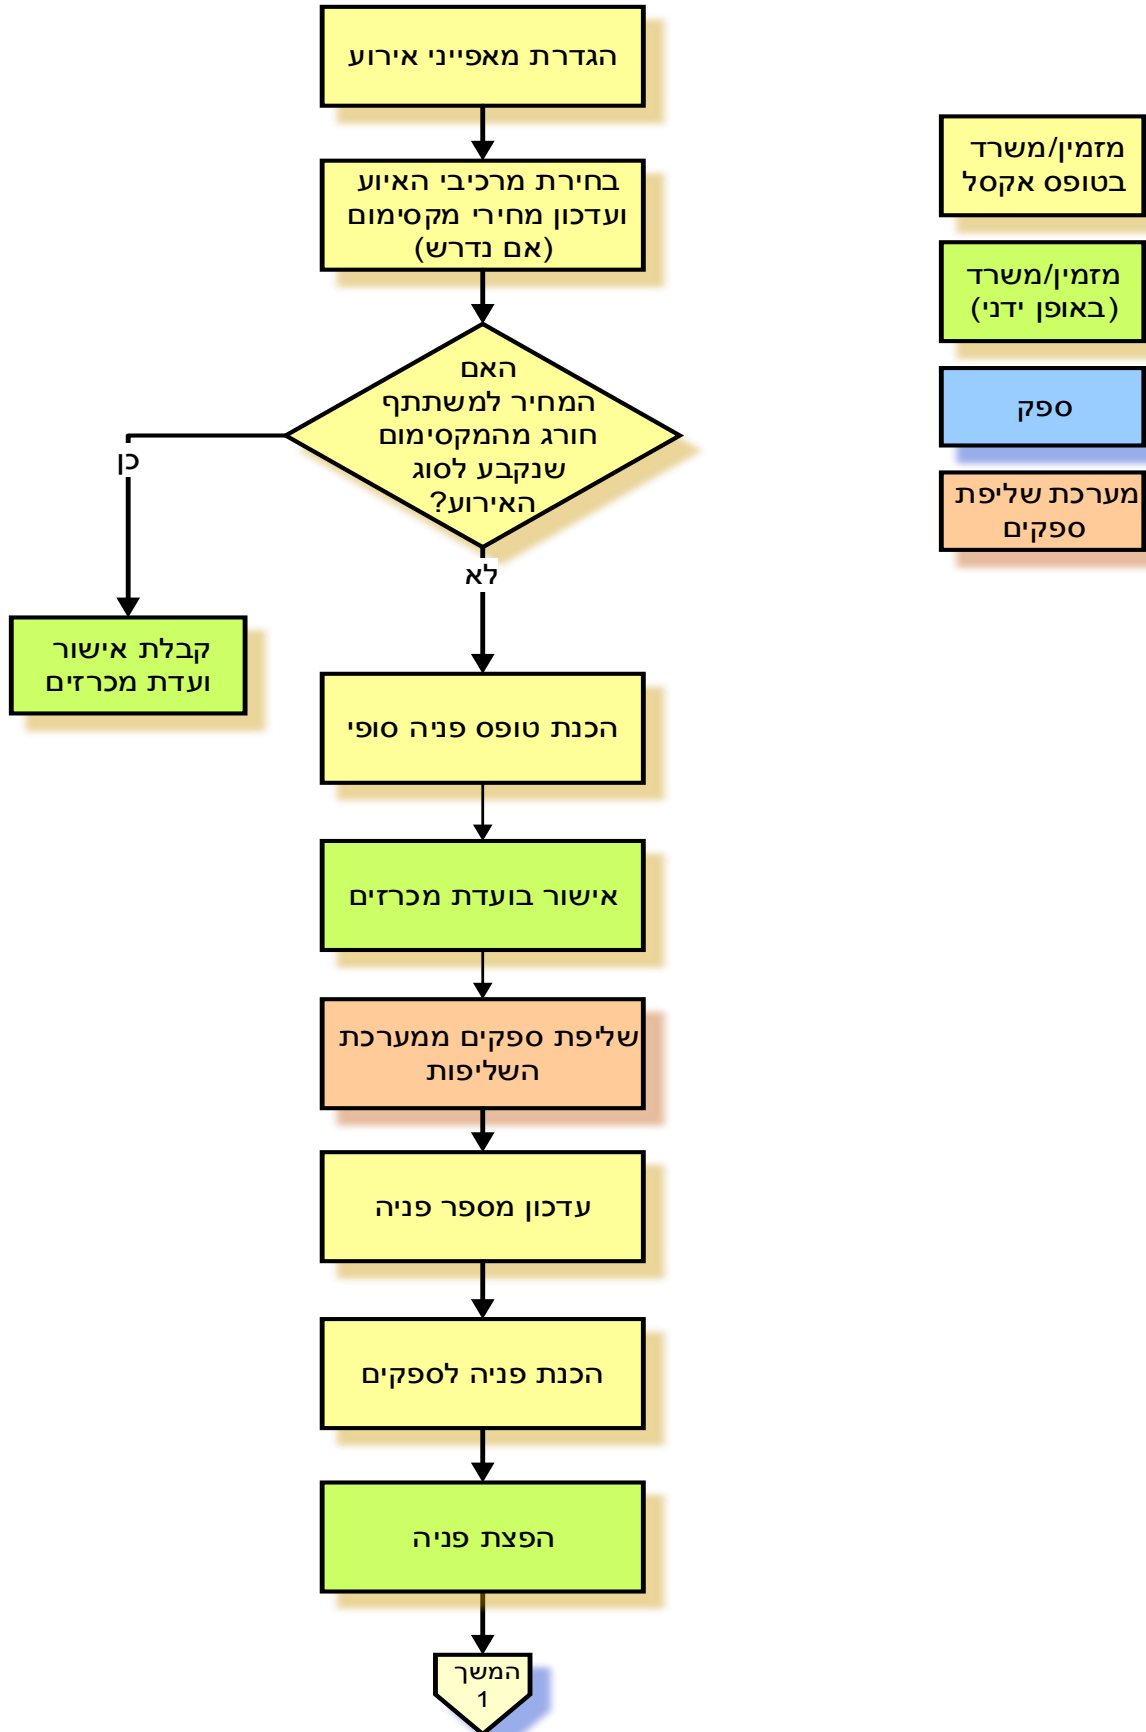 הגדרת מאפייני אירוע
בחירת מרכיבי האיוע
ועדכון מחירי מקסימום
(אם נדרש)
האם
המחיר למשתתף
חורג מהמקסימום
שנקבע לסוג
האירוע?
כן
לא
קבלת אישור
ועדת מכרזים
הכנת טופס פניה סופי
אישור בועדת מכרזים
שליפת ספקים ממערכת
השליפות
עדכון מספר פניה
הכנת פניה לספקים
הפצת פניה
המשך
1
מזמין/משרד
בטופס אקסל
מזמין/משרד
(באופן ידני)
ספק
מערכת שליפת
ספקים